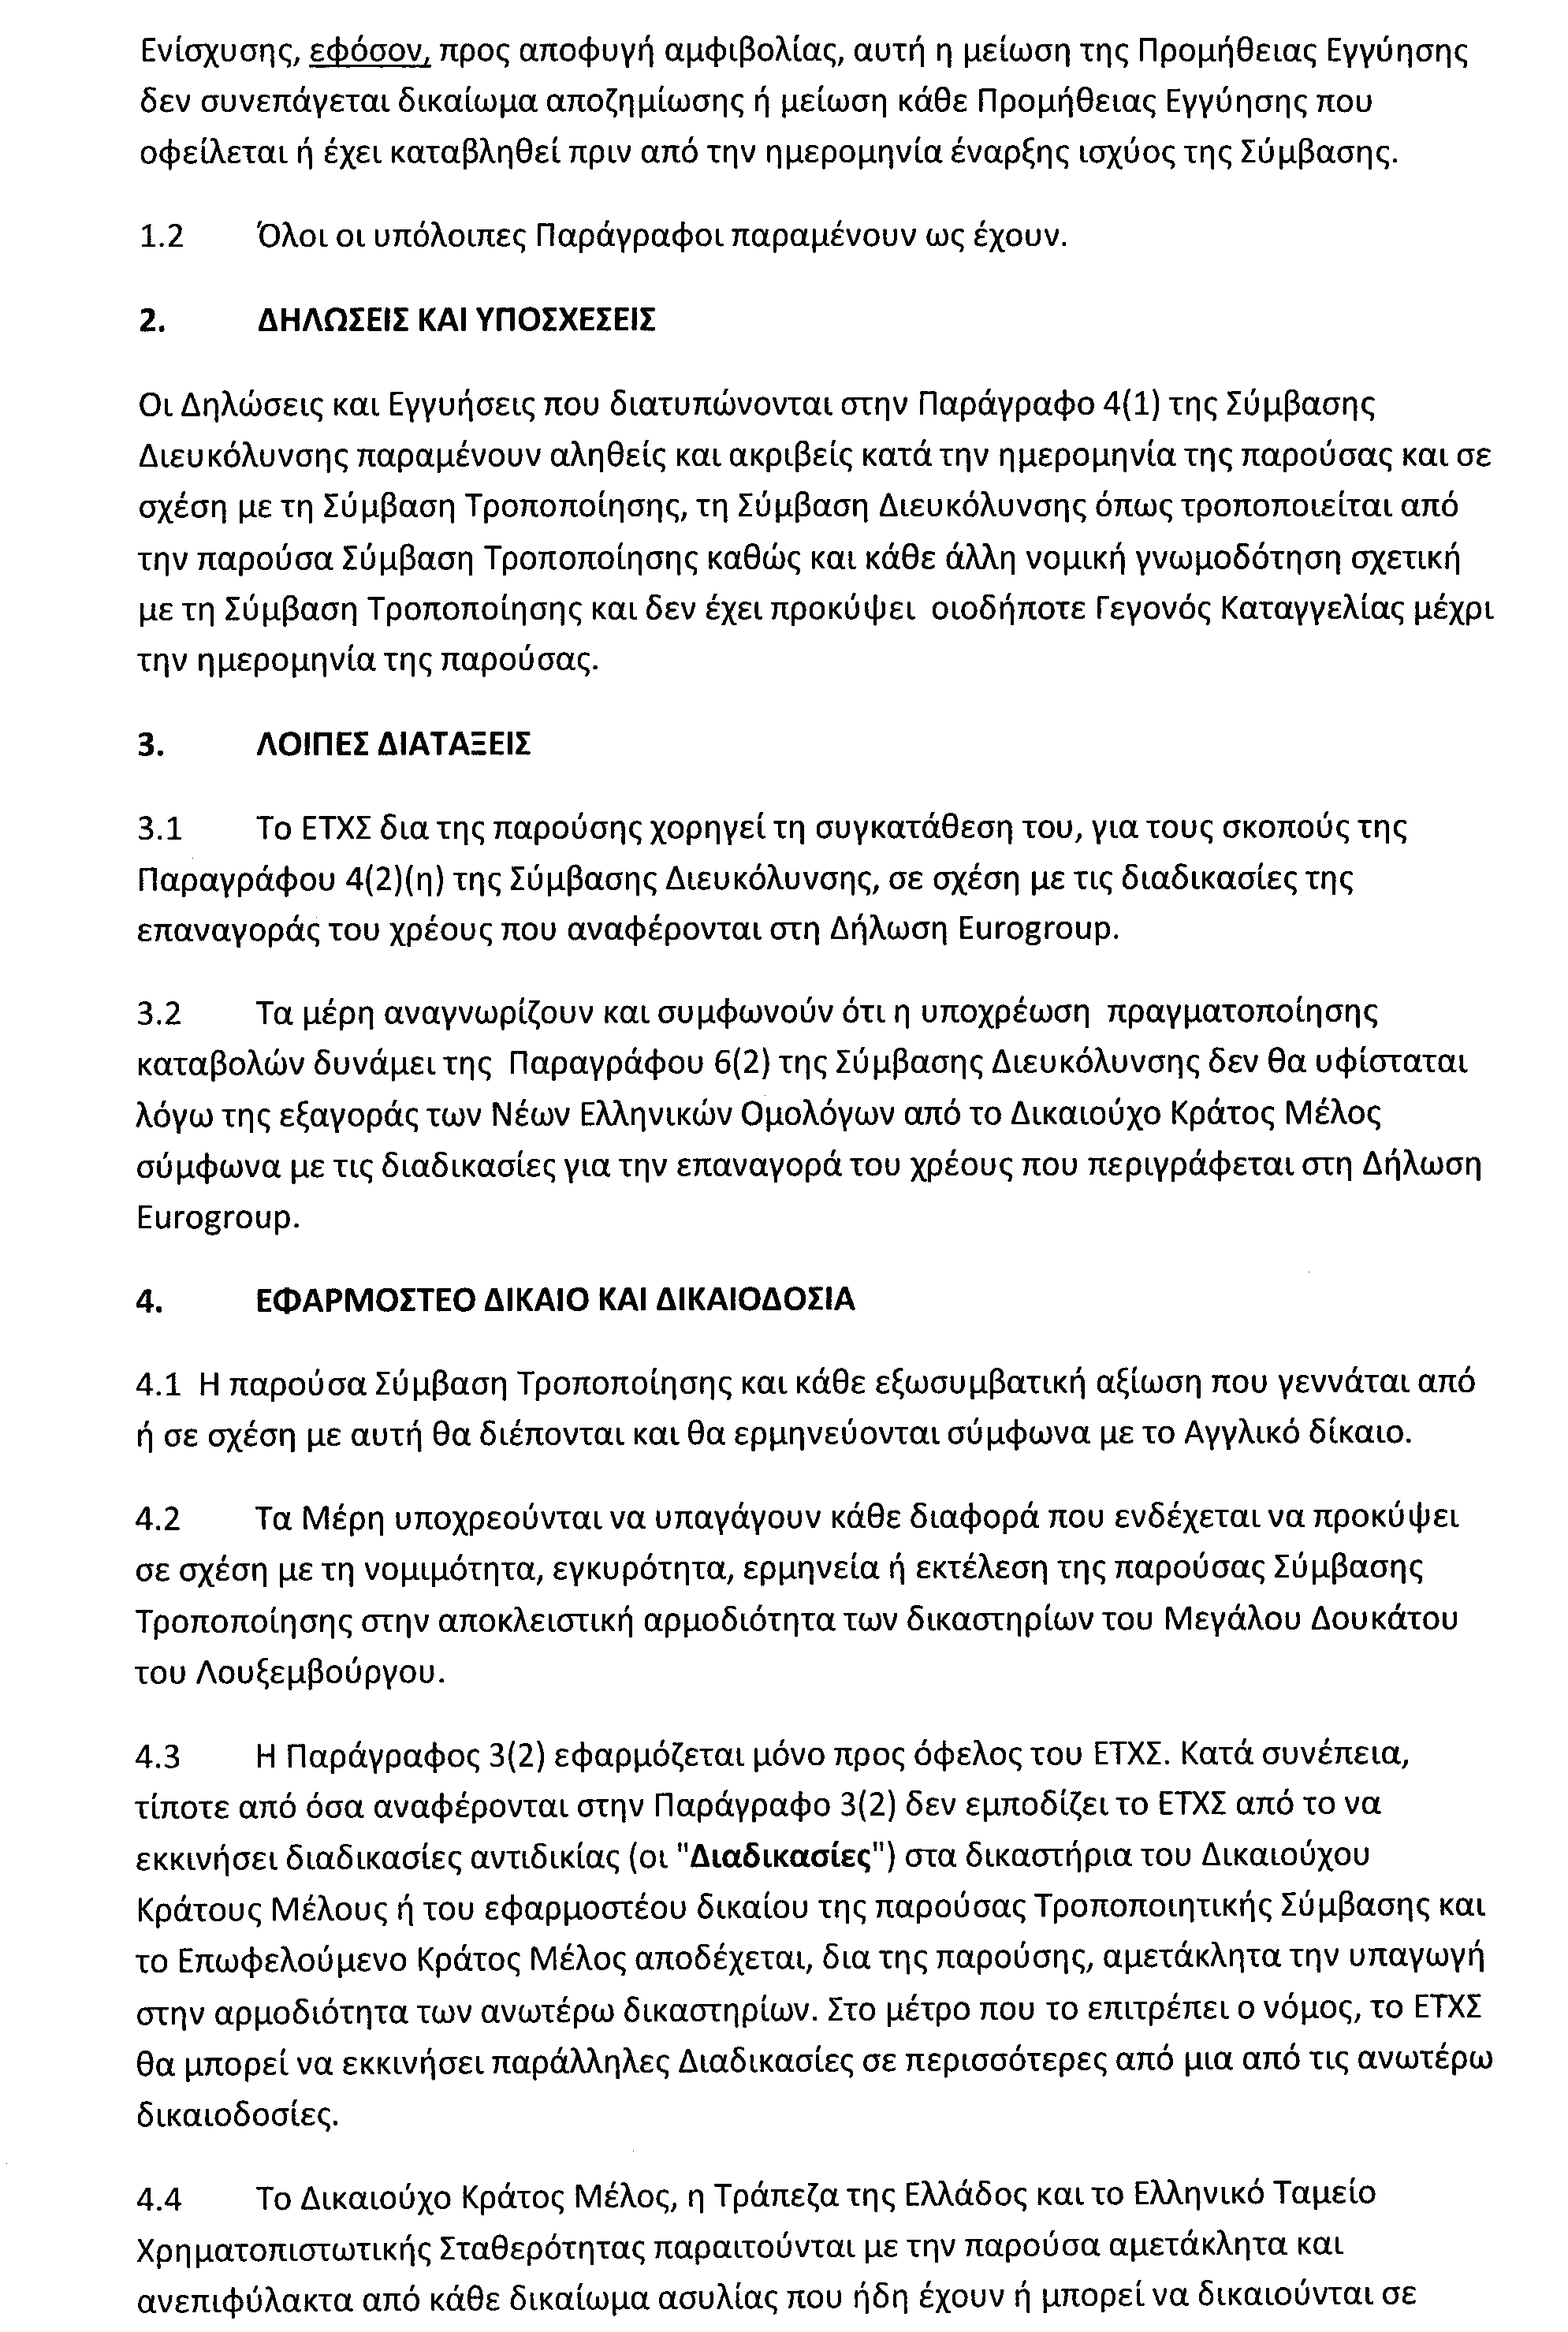 Ενίσχυσης, εφόσον, προς αποφυγή αμφιβολίας, αυτή η μείωση της Προμήθειας Εγγύησης
δεν συνεπάγεται δικαίωμα αποζημίωσης ή μείωση κάθε Προμήθειας Εγγύησης που
οφείλεται ή έχει καταβληθεί πριν από την ημερομηνία έναρξης ισχύος της Σύμβασης.
1.2 Όλοι οι υπόλοιπες Παράγραφοι παραμένουν ως έχουν.
2. ΔΗΛΩΣΕΙΣ ΚΑΙ ΥΠΟΣΧΕΣΕΙΣ
Οι Δηλώσεις και Εγγυήσεις που διατυπώνονται στην Παράγραφο 4(1) της Σύμβασης
Διευκόλυνσης παραμένουν αληθείς και ακριβείς κατά την ημερομηνία της παρούσας και σε
σχέση με τη Σύμβαση Τροποποίησης, τη Σύμβαση Διευκόλυνσης όπως τροποποιείται από
την παρούσα Σύμβαση Τροποποίησης καθώς και κάθε άλλη νομική γνωμοδότηση σχετική
με τη Σύμβαση Τροποποίησης και δεν έχει προκύψει οιοδήποτε Γεγονός Καταγγελίας μέχρι
την ημερομηνία της παρούσας.
3. ΛΟΙΠΕΣ ΔΙΑΤΑΞΕΙΣ
3.1 Το ΕΤΧΣ δια της παρούσης χορηγεί τη συγκατάθεση του, για τους σκοπούς της
Παραγράφου 4(2)(η) της Σύμβασης Διευκόλυνσης, σε σχέση με τις διαδικασίες της
επαναγοράς του χρέους που αναφέρονται στη Δήλωση Eurogroup.
3.2 Τα μέρη αναγνωρίζουν και συμφωνούν ότι η υποχρέωση πραγματοποίησης
καταβολών δυνάμει της Παραγράφου 6(2) της Σύμβασης Διευκόλυνσης δεν θα υφίσταται
λόγω της εξαγοράς των Νέων Ελληνικών Ομολόγων από το Δικαιούχο Κράτος Μέλος
σύμφωνα με τις διαδικασίες για την επαναγορά του χρέους που περιγράφεται στη Δήλωση
Eurogroup.
4. ΕΦΑΡΜΟΣΤΕΟ ΔΙΚΑΙΟ ΚΑΙ ΔΙΚΑΙΟΔΟΣΙΑ
4.1 Η παρούσα Σύμβαση Τροποποίησης και κάθε εξωσυμβατική αξίωση που γεννάται από
ή σε σχέση με αυτή θα διέπονται και θα ερμηνεύονται σύμφωνα με το Αγγλικό δίκαιο.
4.2 Τα Μέρη υποχρεούνται να υπαγάγουν κάθε διαφορά που ενδέχεται να προκύψει
σε σχέση με τη νομιμότητα, εγκυρότητα, ερμηνεία ή εκτέλεση της παρούσας Σύμβασης
Τροποποίησης στην αποκλειστική αρμοδιότητα των δικαστηρίων του Μεγάλου Δουκάτου
του Λουξεμβούργου.
4.3 Η Παράγραφος 3(2) εφαρμόζεται μόνο προς όφελος του ΕΤΧΣ. Κατά συνέπεια,
τίποτε από όσα αναφέρονται στην Παράγραφο 3(2) δεν εμποδίζει το ΕΤΧΣ από το να
εκκινήσει διαδικασίες αντιδικίας (οι "Διαδικασίες") στα δικαστήρια του Δικαιούχου
Κράτους Μέλους ή του εφαρμοστέου δικαίου της παρούσας Τροποποιητικής Σύμβασης και
το Επωφελούμενο Κράτος Μέλος αποδέχεται, δια της παρούσης, αμετάκλητα την υπαγωγή
στην αρμοδιότητα των ανωτέρω δικαστηρίων. Στο μέτρο που το επιτρέπει ο νόμος, το ΕΤΧΣ
θα μπορεί να εκκινήσει παράλληλες Διαδικασίες σε περισσότερες από μια από τις ανωτέρω
δικαιοδοσίες.
4.4 Το Δικαιούχο Κράτος Μέλος, η Τράπεζα της Ελλάδος και το Ελληνικό Ταμείο
Χρηματοπιστωτικής Σταθερότητας παραιτούνται με την παρούσα αμετάκλητα και
ανεπιφύλακτα από κάθε δικαίωμα ασυλίας που ήδη έχουν ή μπορεί να δικαιούνται σε